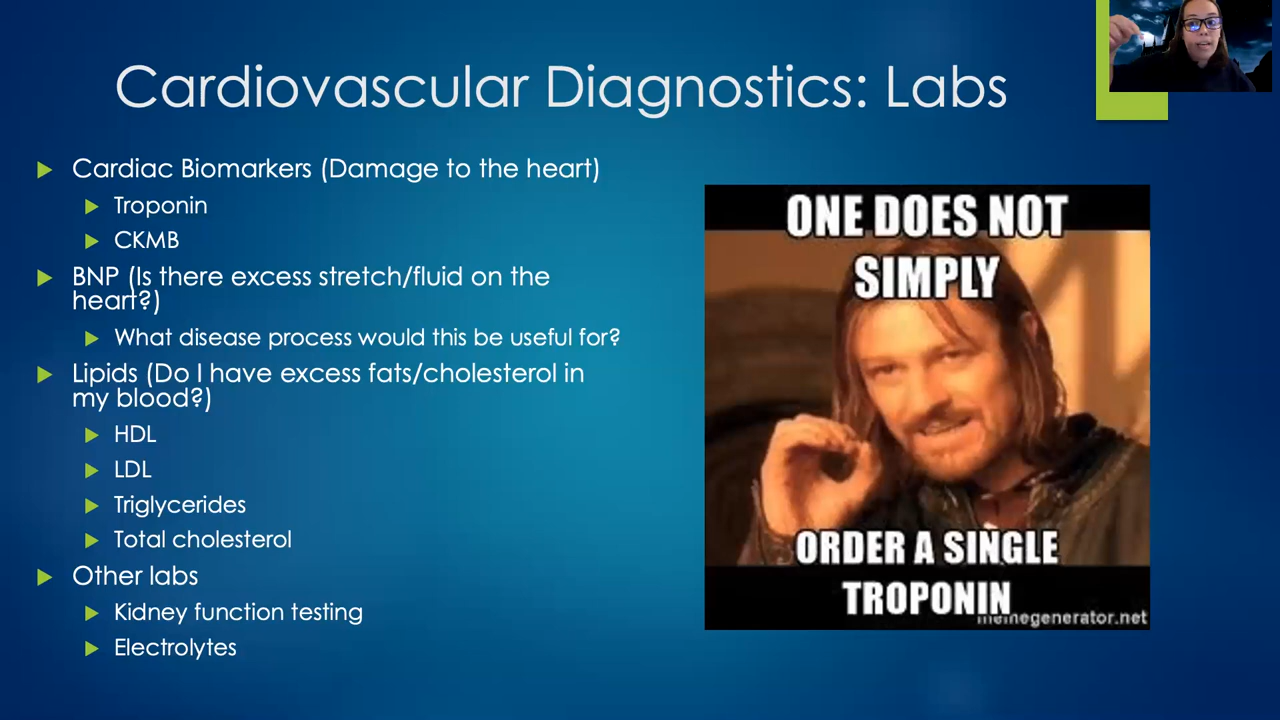 Cardiovascular Diagnostics: Labs
Cardiac Biomarkers (Damage to the heart)
Troponin
CKMB
BNP (Is there excess stretch/fluid on the
heart?)
What disease process would this be useful for?
Lipids (Do I have excess fats/cholesterol in
my blood?)
HDL
LDL
Triglycerides
Total cholesterol
Other labs
Kidney function testing
Electrolytes
ONE DOES NOT
SIMPLY
ORDER A SINGLE
TROPONIN
memegenerator.net